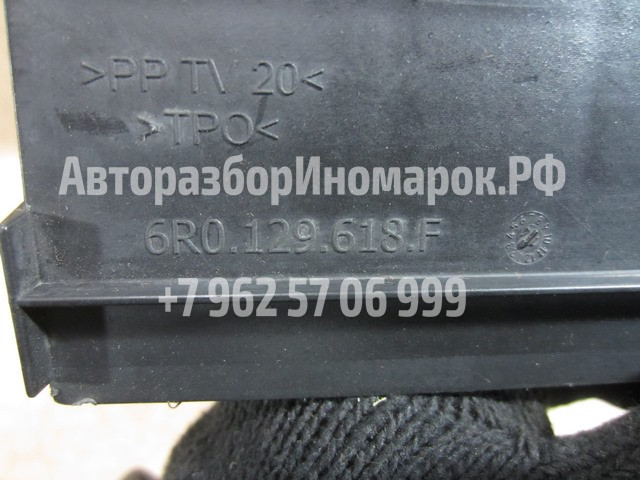 >PP TV 20<
>TPO<
АвторазборИномарок.РФ
6R0.129.618.F
+7 962 57 06 999